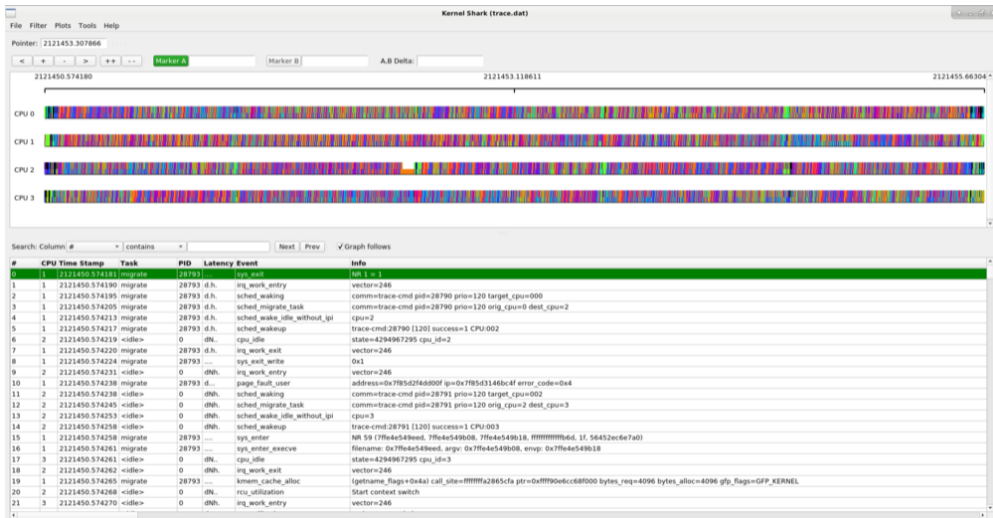 Kernel Shark (trace.dat)
File Filter Plots Tools Help
Pointer: 2121453.307866
< + - > ++ -- Marker A Marker B A,B Delta:
2121450.574180 2121453.118611 2121455.66304
CPU 0
CPU 1
CPU 2
CPU 3
Search: Column: # contains Next Prev Graph follows
# CPU Time Stamp Task PID Latency Event Info
0 1 2121450.574181 migrate 28793 .... sys_exit NR 1 = 1
1 1 2121450.574190 migrate 28793 d.h. irq_work_entry vector=246
2 1 2121450.574195 migrate 28793 d.h. sched_waking comm=trace-cmd pid=28790 prio=120 target_cpu=000
3 1 2121450.574205 migrate 28793 d.h. sched_migrate_task comm=trace-cmd pid=28790 prio=120 orig_cpu=0 dest_cpu=2
4 1 2121450.574213 migrate 28793 d.h. sched_wake_idle_without_ipi cpu=2
5 1 2121450.574217 migrate 28793 d.h. sched_wakeup trace-cmd:28790 [120] success=1 CPU:002
6 2 2121450.574219 <idle> 0 dN.. cpu_idle state=4294967295 cpu_id=2
7 1 2121450.574220 migrate 28793 d.h. irq_work_exit vector=246
8 1 2121450.574224 migrate 28793 .... sys_exit_write 0x1
9 2 2121450.574231 <idle> 0 dNh. irq_work_entry vector=246
10 1 2121450.574238 migrate 28793 d... page_fault_user address=0x7f85d2f4dd00f ip=0x7f85d3146bc4f error_code=0x4
11 2 2121450.574238 <idle> 0 dNh. sched_waking comm=trace-cmd pid=28791 prio=120 target_cpu=002
12 2 2121450.574245 <idle> 0 dNh. sched_migrate_task comm=trace-cmd pid=28791 prio=120 orig_cpu=2 dest_cpu=3
13 2 2121450.574253 <idle> 0 dNh. sched_wake_idle_without_ipi cpu=3
14 2 2121450.574258 <idle> 0 dNh. sched_wakeup trace-cmd:28791 [120] success=1 CPU:003
15 1 2121450.574258 migrate 28793 .... sys_enter NR 59 (7ffe4e549eed, 7ffe4e549b08, 7ffe4e549b18, 1f, 56452ec6e7a0)
16 1 2121450.574261 migrate 28793 .... sys_enter_execve filename: 0x7ffe4e549eed, argv: 0x7ffe4e549b08, envp: 0x7ffe4e549b18
17 3 2121450.574261 <idle> 0 dN.. cpu_idle state=4294967295 cpu_id=3
18 2 2121450.574262 <idle> 0 dNh. irq_work_exit vector=246
19 1 2121450.574265 migrate 28793 .... kmem_cache_alloc (getname_flags+0x4a) call_site=ffffffffa2865cfa ptr=0xffff90e6cc68f000 bytes_req=4096 bytes_alloc=4096 gfp_flags=GFP_KERNEL
20 2 2121450.574268 <idle> 0 dN.. rcu_utilization Start context switch
21 3 2121450.574270 <idle> 0 dNh. irq_work_entry vector=246